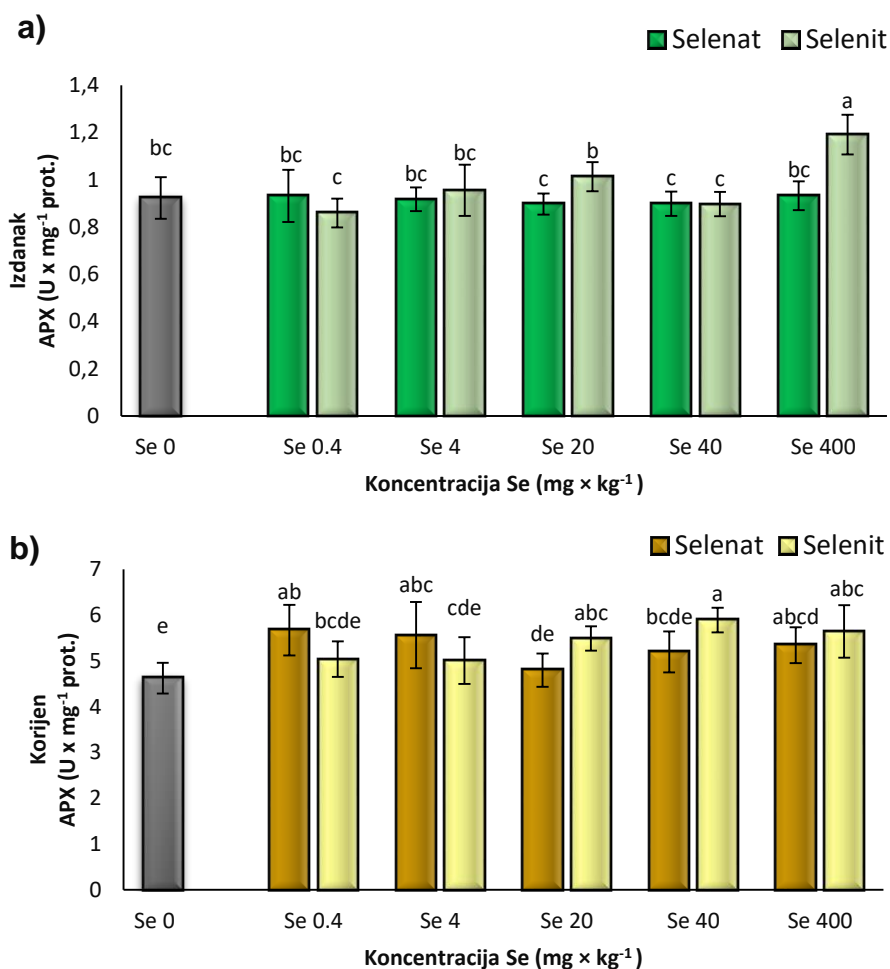 a)
Selenat Selenit
Izdanak
APX (U x mg⁻¹ prot.)
1,4
1,2
1
0,8
0,6
0,4
0,2
0
bc
bc
c
bc
bc
c
b
c
c
bc
a
Se 0 Se 0.4 Se 4 Se 20 Se 40 Se 400
Koncentracija Se (mg × kg⁻¹)
b)
Selenat Selenit
Korijen
APX (U x mg⁻¹ prot.)
7
6
5
4
3
2
1
0
e
ab
bcde
abc
cde
de
abc
bcde
a
abcd
abc
Se 0 Se 0.4 Se 4 Se 20 Se 40 Se 400
Koncentracija Se (mg × kg⁻¹)